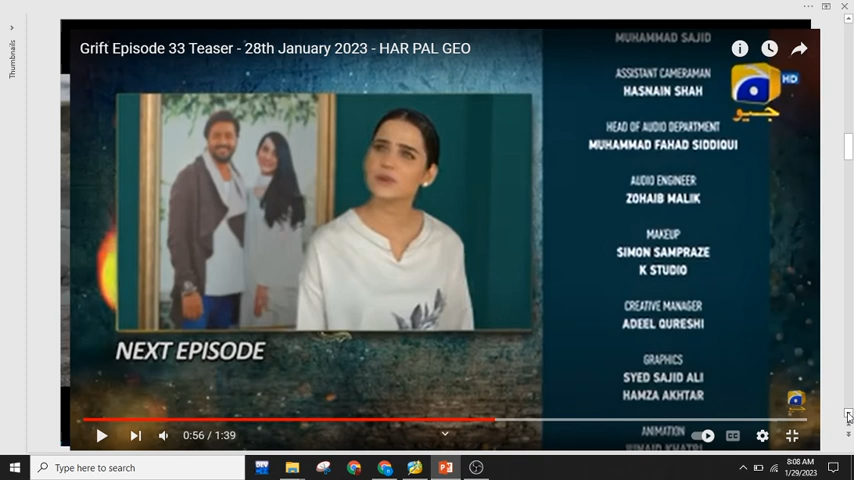 Thumbnails
Grift Episode 33 Teaser - 28th January 2023 - HAR PAL GEO
MUHAMMAD SAJID
ASSISTANT CAMERAMAN
HASNAIN SHAH
HD
جیو
HEAD OF AUDIO DEPARTMENT
MUHAMMAD FAHAD SIDDIQUI
AUDIO ENGINEER
ZOHAIB MALIK
MAKEUP
SIMON SAMPRAZE
K STUDIO
CREATIVE MANAGER
ADEEL QURESHI
NEXT EPISODE
GRAPHICS
SYED SAJID ALI
HAMZA AKHTAR
ANIMATION
0:56 / 1:39
CC
Type here to search
DEV
8:08 AM
1/29/2023